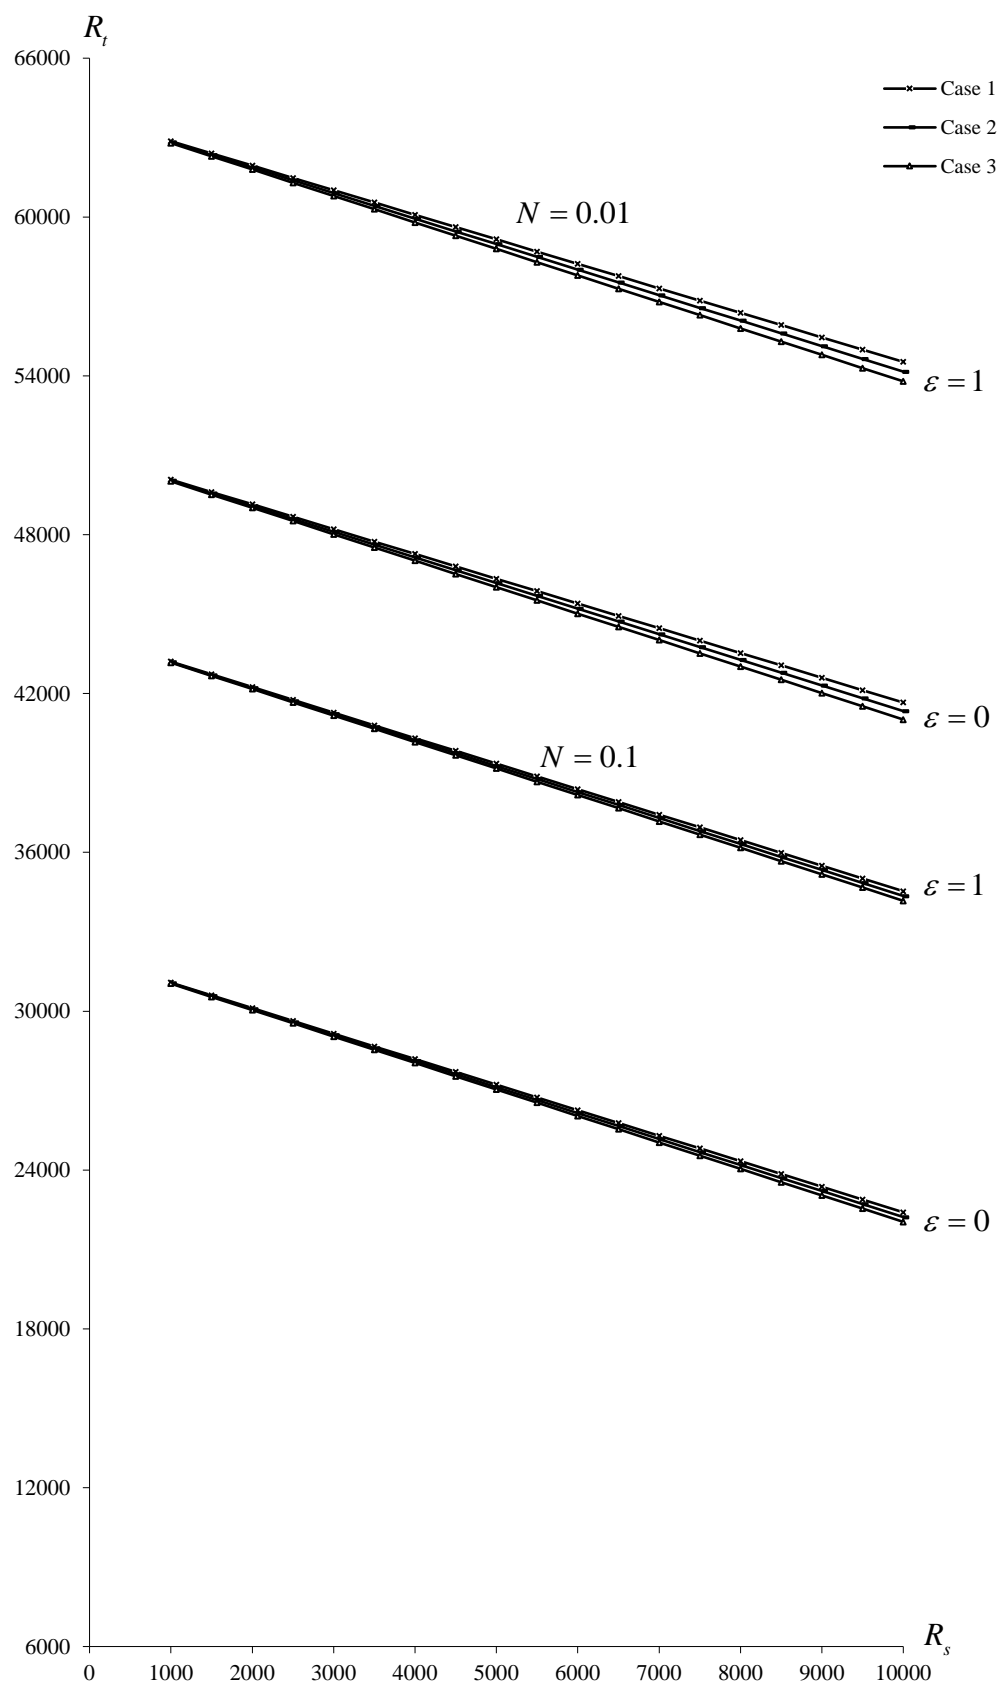 R_t
66000
Case 1
Case 2
Case 3
N = 0.01
60000
54000
ε = 1
48000
42000
ε = 0
N = 0.1
36000
ε = 1
30000
24000
ε = 0
18000
12000
6000
R_s
0 1000 2000 3000 4000 5000 6000 7000 8000 9000 10000